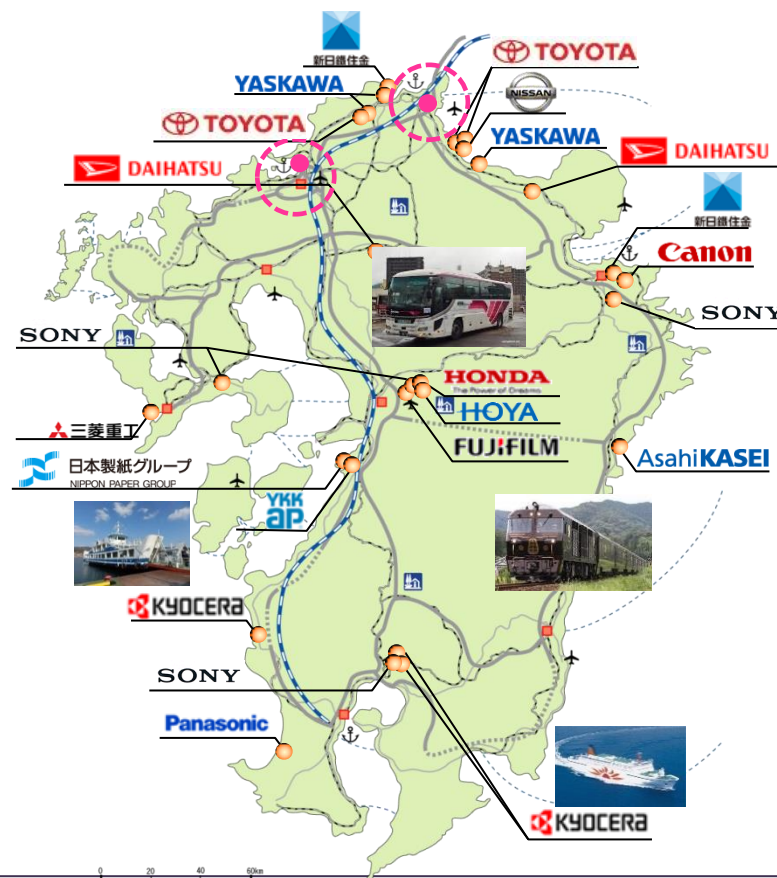 新日鐵住金
TOYOTA
YASKAWA
NISSAN
TOYOTA
YASKAWA
DAIHATSU
DAIHATSU
新日鐵住金
Canon
SONY
SONY
HONDA
The Power of Dreams
HOYA
三菱重工
FUJIFILM
日本製紙グループ
NIPPON PAPER GROUP
AsahiKASEI
YKK
ap
KYOCERA
SONY
Panasonic
KYOCERA
0 20 40 60km